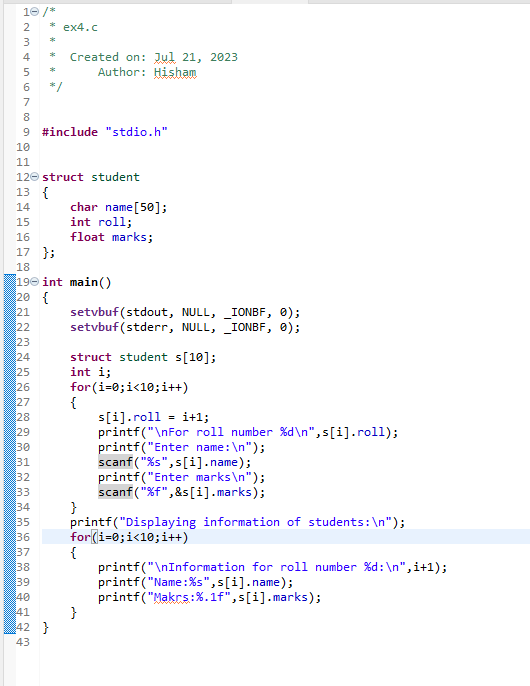 1 /*
2  * ex4.c
3  *
4  *  Created on: Jul 21, 2023
5  *      Author: Hisham
6  */
7
8
9 #include "stdio.h"
10
11
12 struct student
13 {
14     char name[50];
15     int roll;
16     float marks;
17 };
18
19 int main()
20 {
21     setvbuf(stdout, NULL, _IONBF, 0);
22     setvbuf(stderr, NULL, _IONBF, 0);
23
24     struct student s[10];
25     int i;
26     for(i=0;i<10;i++)
27     {
28         s[i].roll = i+1;
29         printf("\nFor roll number %d\n",s[i].roll);
30         printf("Enter name:\n");
31         scanf("%s",s[i].name);
32         printf("Enter marks\n");
33         scanf("%f",&s[i].marks);
34     }
35     printf("Displaying information of students:\n");
36     for(i=0;i<10;i++)
37     {
38         printf("\nInformation for roll number %d:\n",i+1);
39         printf("Name:%s",s[i].name);
40         printf("Makrs:%.1f",s[i].marks);
41     }
42 }
43